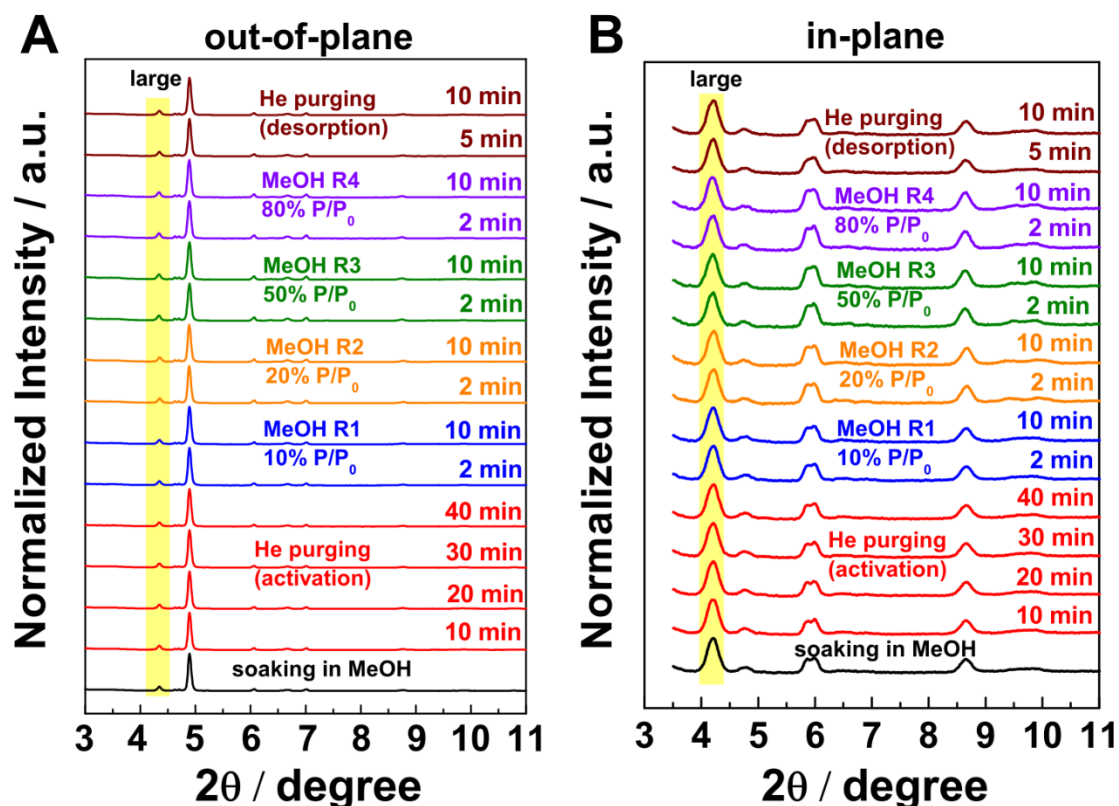 A
out-of-plane
Normalized Intensity / a.u.
large
He purging
(desorption)
10 min
5 min
MeOH R4
80% P/P₀
10 min
2 min
MeOH R3
50% P/P₀
10 min
2 min
MeOH R2
20% P/P₀
10 min
2 min
MeOH R1
10% P/P₀
10 min
2 min
40 min
He purging
(activation)
30 min
20 min
10 min
soaking in MeOH
3 4 5 6 7 8 9 10 11
2θ / degree
B
in-plane
Normalized Intensity / a.u.
large
He purging
(desorption)
10 min
5 min
MeOH R4
80% P/P₀
10 min
2 min
MeOH R3
50% P/P₀
10 min
2 min
MeOH R2
20% P/P₀
10 min
2 min
MeOH R1
10% P/P₀
10 min
2 min
40 min
He purging
(activation)
30 min
20 min
10 min
soaking in MeOH
3 4 5 6 7 8 9 10 11
2θ / degree